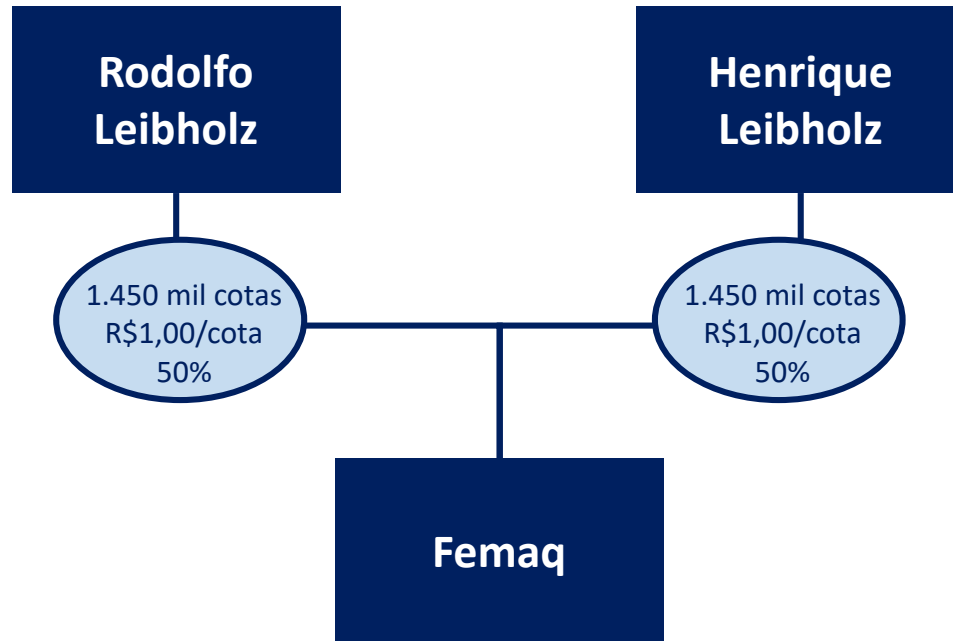 Rodolfo
Leibholz
Henrique
Leibholz
1.450 mil cotas
R$1,00/cota
50%
1.450 mil cotas
R$1,00/cota
50%
Femaq